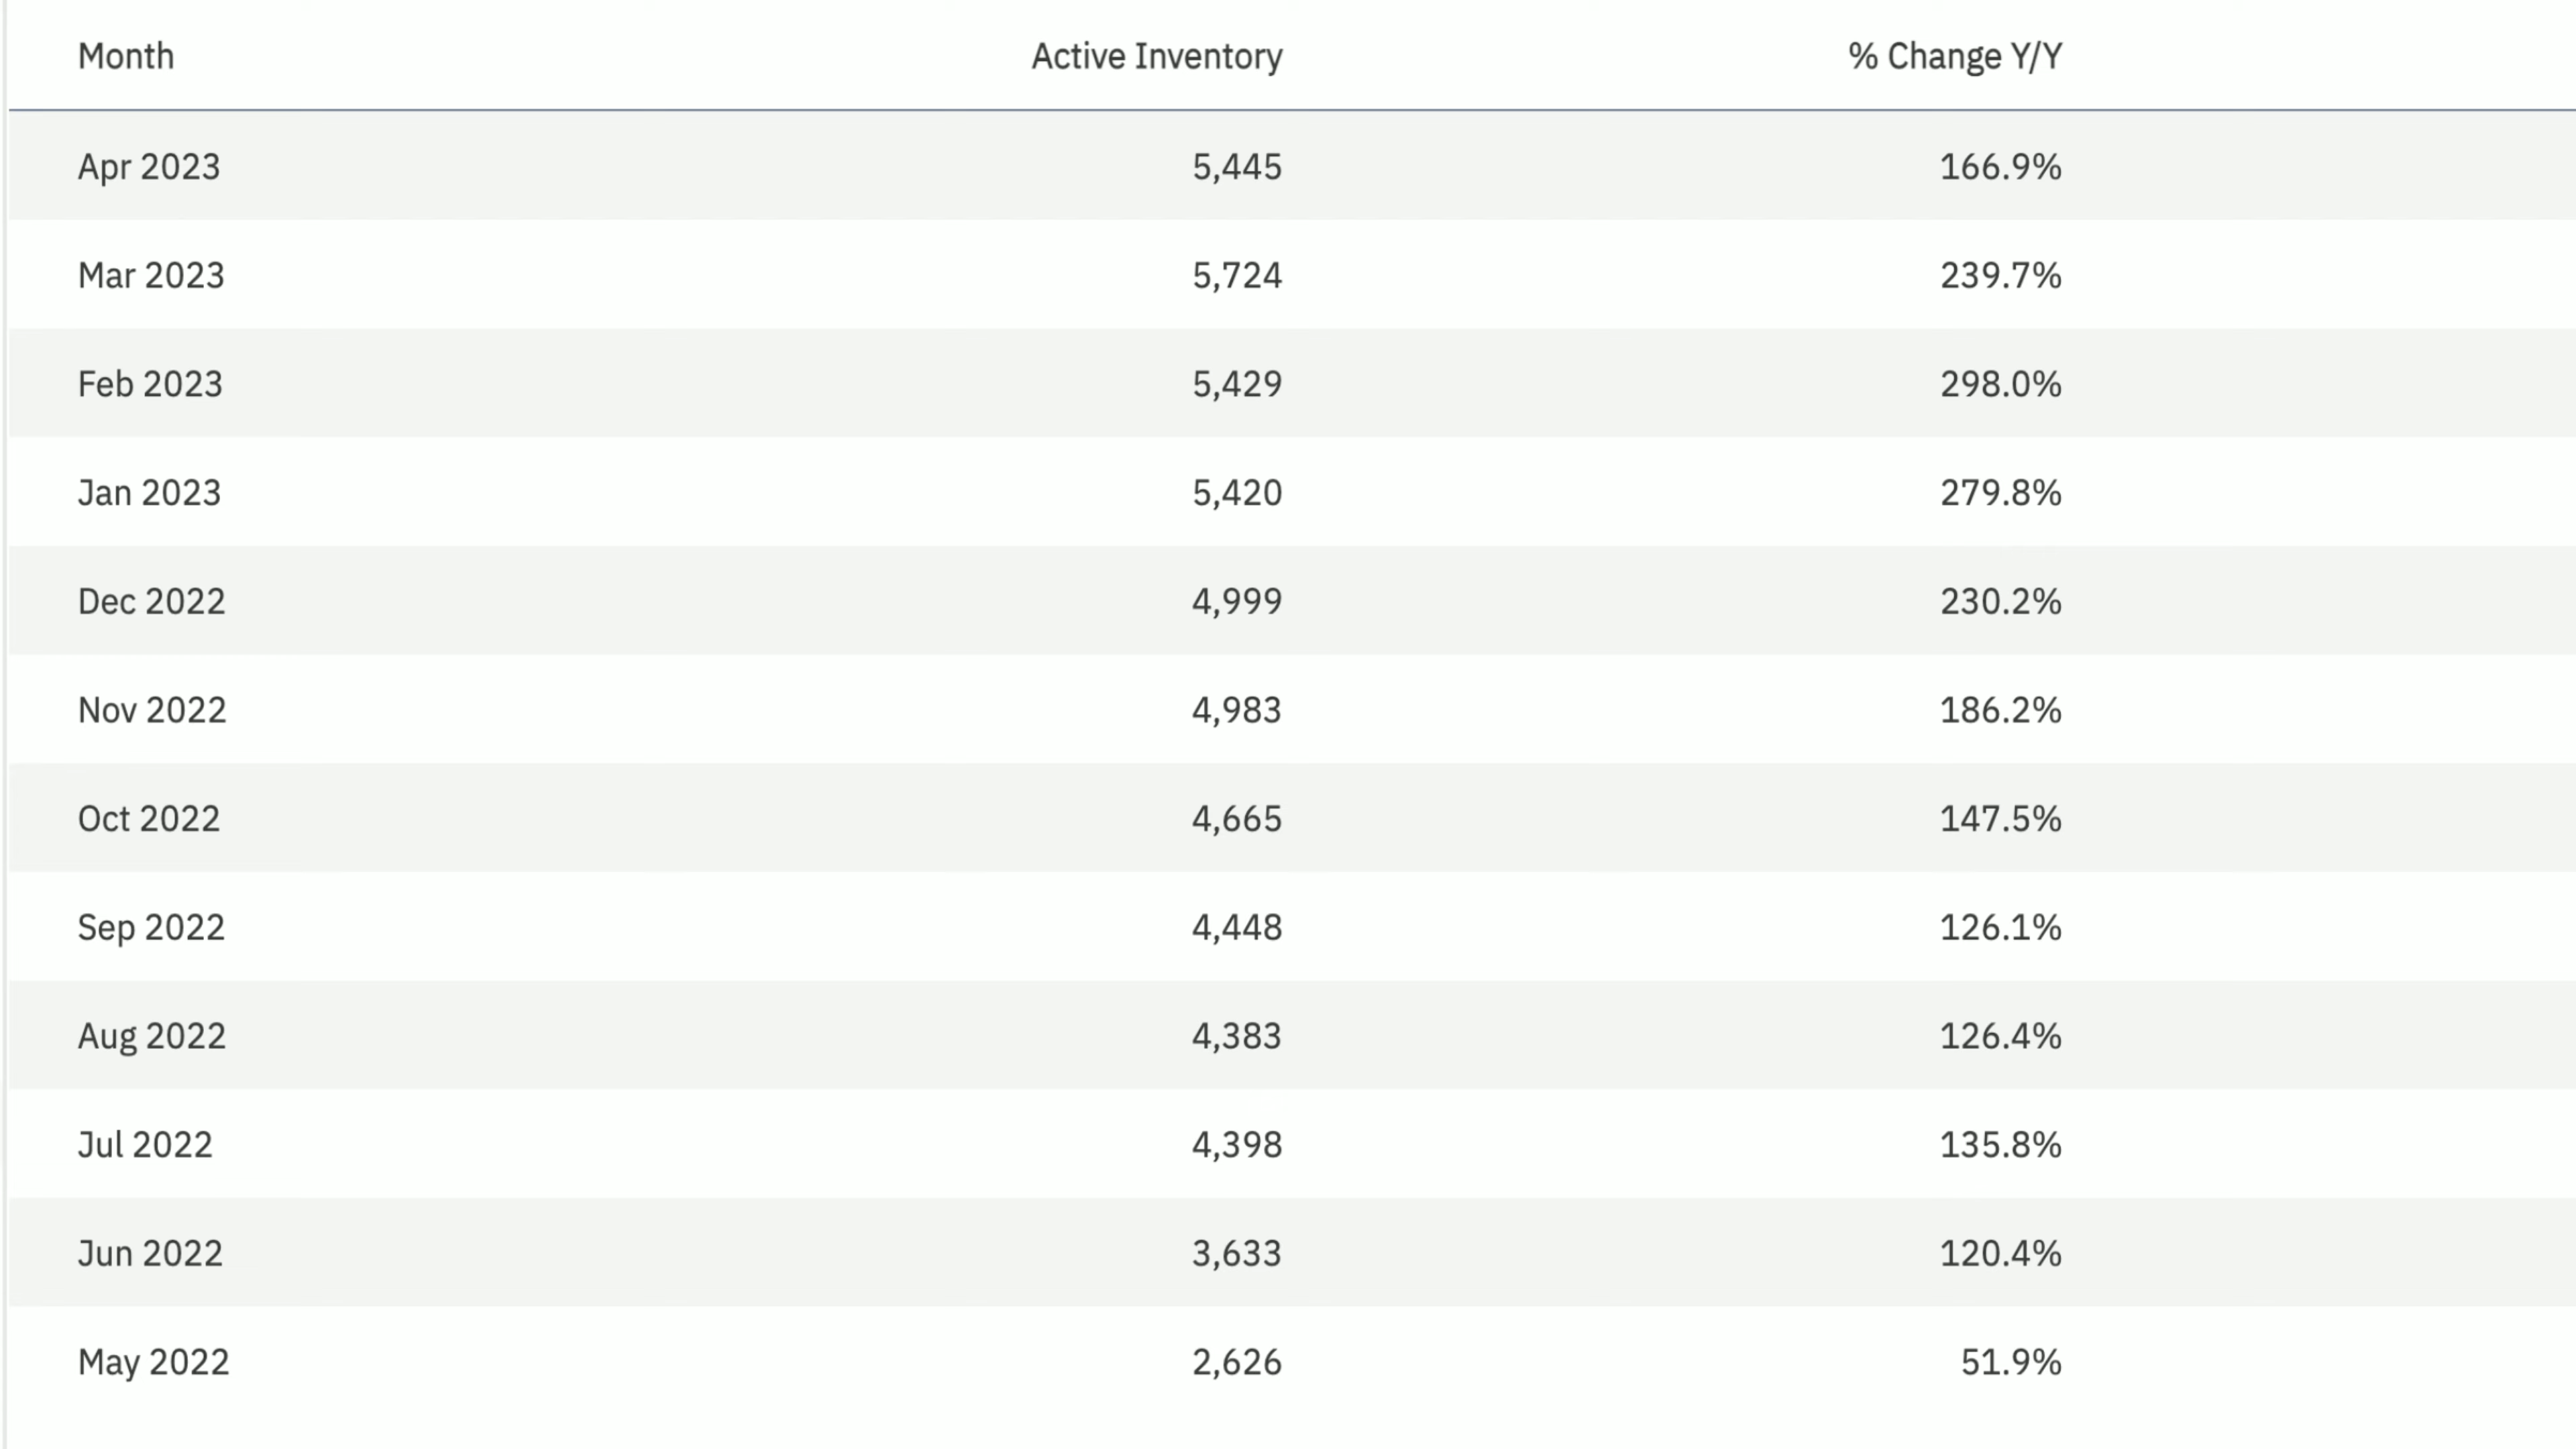 Month Active Inventory % Change Y/Y
Apr 2023 5,445 166.9%
Mar 2023 5,724 239.7%
Feb 2023 5,429 298.0%
Jan 2023 5,420 279.8%
Dec 2022 4,999 230.2%
Nov 2022 4,983 186.2%
Oct 2022 4,665 147.5%
Sep 2022 4,448 126.1%
Aug 2022 4,383 126.4%
Jul 2022 4,398 135.8%
Jun 2022 3,633 120.4%
May 2022 2,626 51.9%